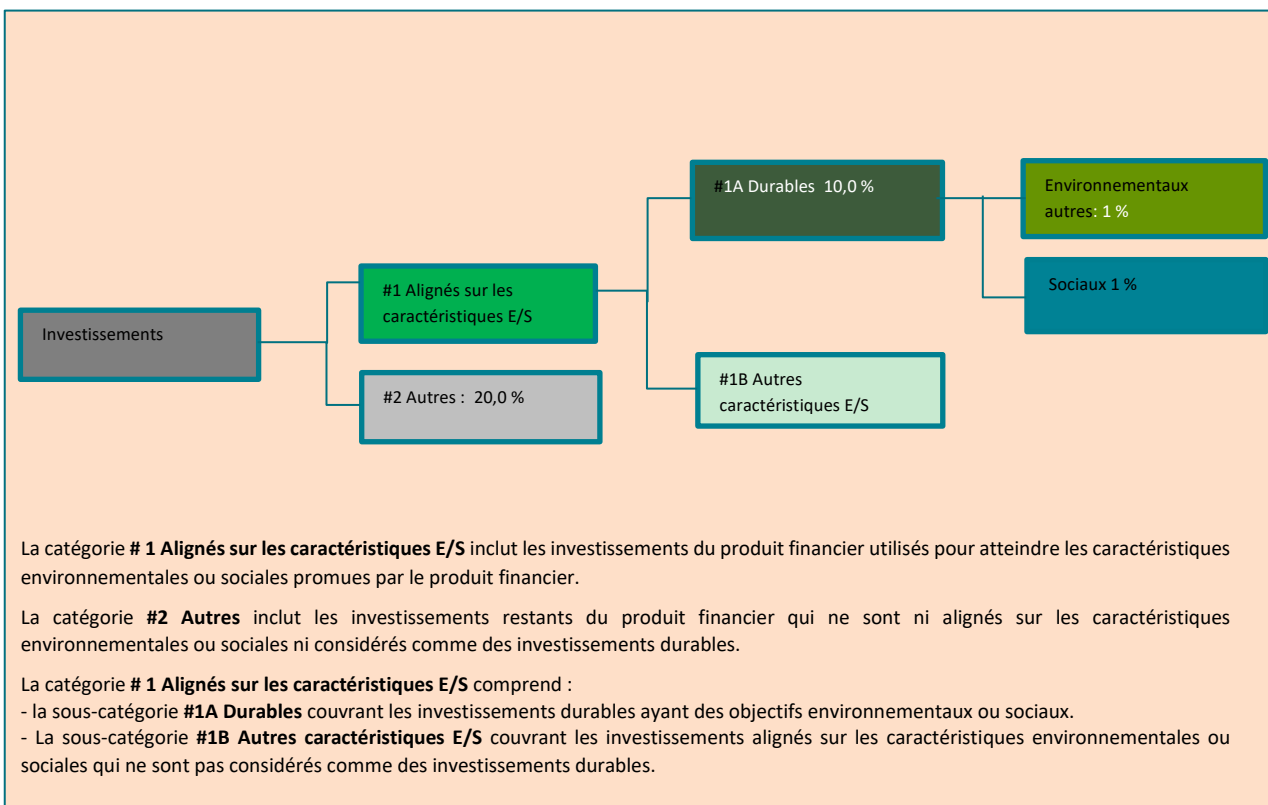 #1A Durables 10,0 %
Environnementaux
autres: 1 %
#1 Alignés sur les
caractéristiques E/S
Sociaux 1 %
Investissements
#2 Autres : 20,0 %
#1B Autres
caractéristiques E/S
La catégorie # 1 Alignés sur les caractéristiques E/S inclut les investissements du produit financier utilisés pour atteindre les caractéristiques
environnementales ou sociales promues par le produit financier.
La catégorie #2 Autres inclut les investissements restants du produit financier qui ne sont ni alignés sur les caractéristiques
environnementales ou sociales ni considérés comme des investissements durables.
La catégorie # 1 Alignés sur les caractéristiques E/S comprend :
- la sous-catégorie #1A Durables couvrant les investissements durables ayant des objectifs environnementaux ou sociaux.
- La sous-catégorie #1B Autres caractéristiques E/S couvrant les investissements alignés sur les caractéristiques environnementales ou
sociales qui ne sont pas considérés comme des investissements durables.